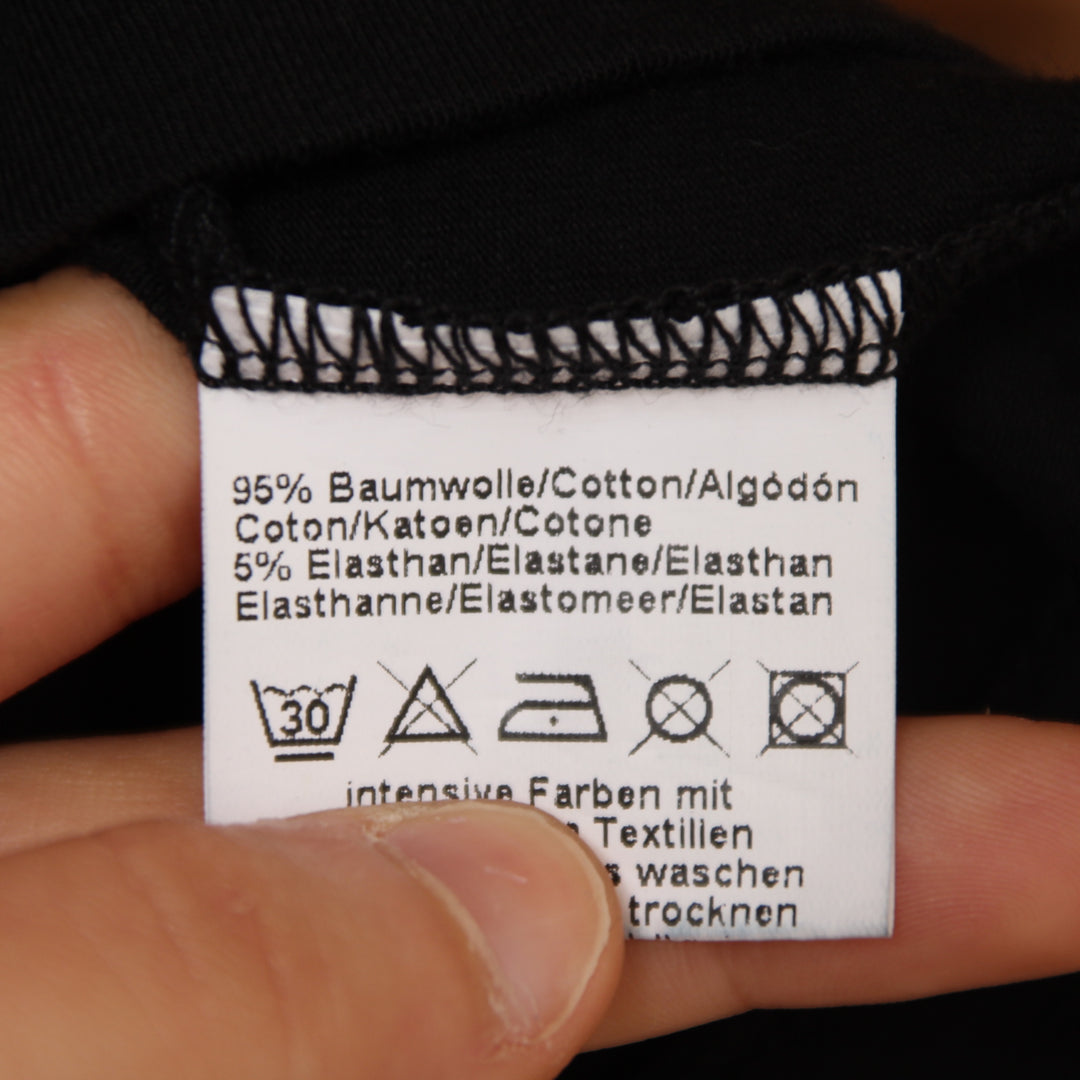 95% Baumwolle/Cotton/Algódón
Coton/Katoen/Cotone
5% Elasthan/Elastane/Elasthan
Elasthanne/Elastomeer/Elastan
30
intensive Farben mit
Textilien
waschen
trocknen